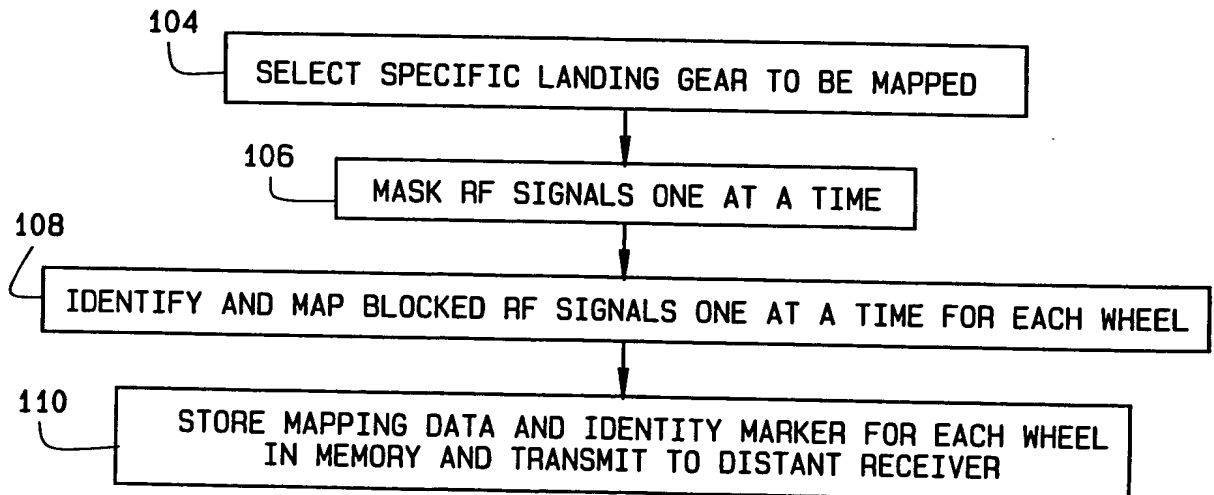 104
SELECT SPECIFIC LANDING GEAR TO BE MAPPED
106
MASK RF SIGNALS ONE AT A TIME
108
IDENTIFY AND MAP BLOCKED RF SIGNALS ONE AT A TIME FOR EACH WHEEL
110
STORE MAPPING DATA AND IDENTITY MARKER FOR EACH WHEEL
IN MEMORY AND TRANSMIT TO DISTANT RECEIVER